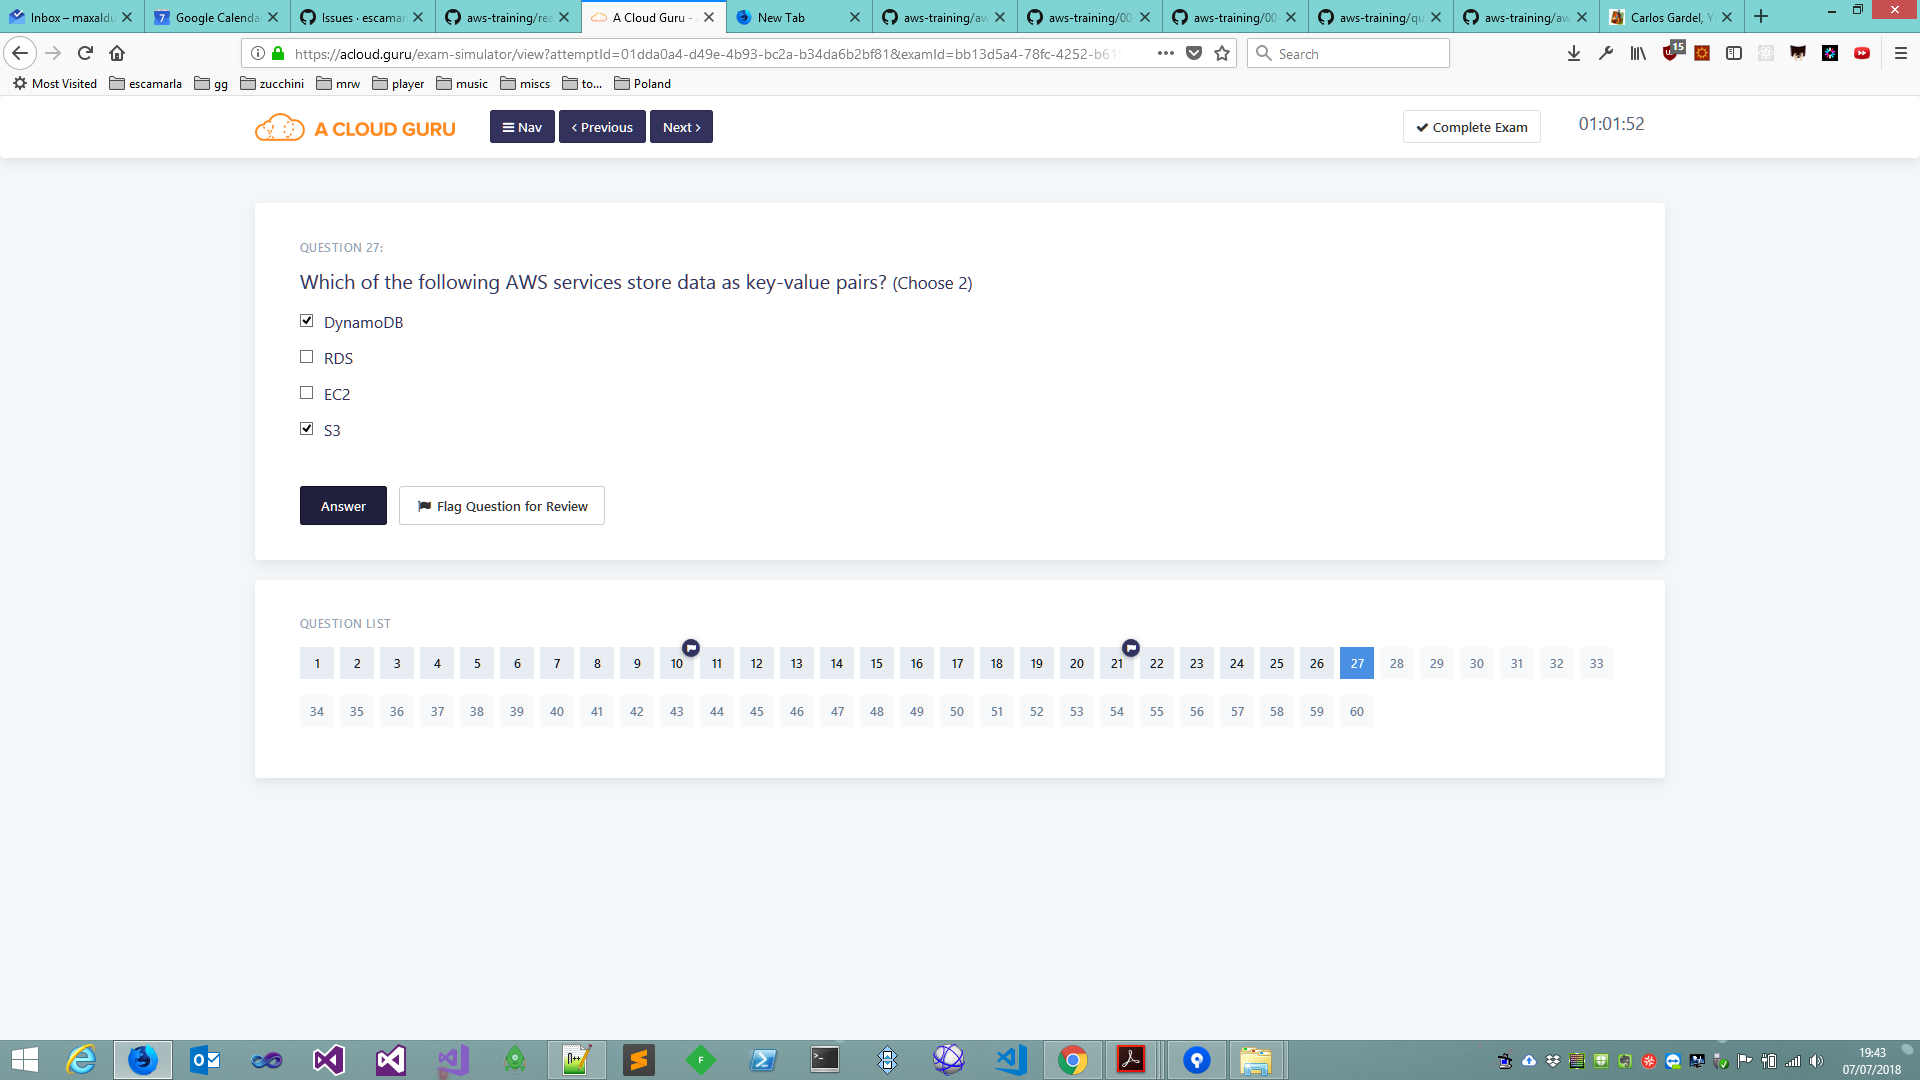 Inbox – maxaldu
Google Calenda
Issues · escamar
aws-training/rea
A Cloud Guru - A
New Tab
aws-training/aw
aws-training/00
aws-training/00
aws-training/qu
aws-training/aw
Carlos Gardel, Y
https://acloud.guru/exam-simulator/view?attemptId=01dda0a4-d49e-4b93-bc2a-b34da6b2bf81&examId=bb13d5a4-78fc-4252-b61
Search
15
Most Visited escamarla gg zucchini mrw player music miscs to... Poland
A CLOUD GURU
Nav
Previous
Next
Complete Exam
01:01:52
QUESTION 27:
Which of the following AWS services store data as key-value pairs? (Choose 2)
DynamoDB
RDS
EC2
S3
Answer
Flag Question for Review
QUESTION LIST
1 2 3 4 5 6 7 8 9 10 11 12 13 14 15 16 17 18 19 20 21 22 23 24 25 26 27 28 29 30 31 32 33
34 35 36 37 38 39 40 41 42 43 44 45 46 47 48 49 50 51 52 53 54 55 56 57 58 59 60
19:43
07/07/2018